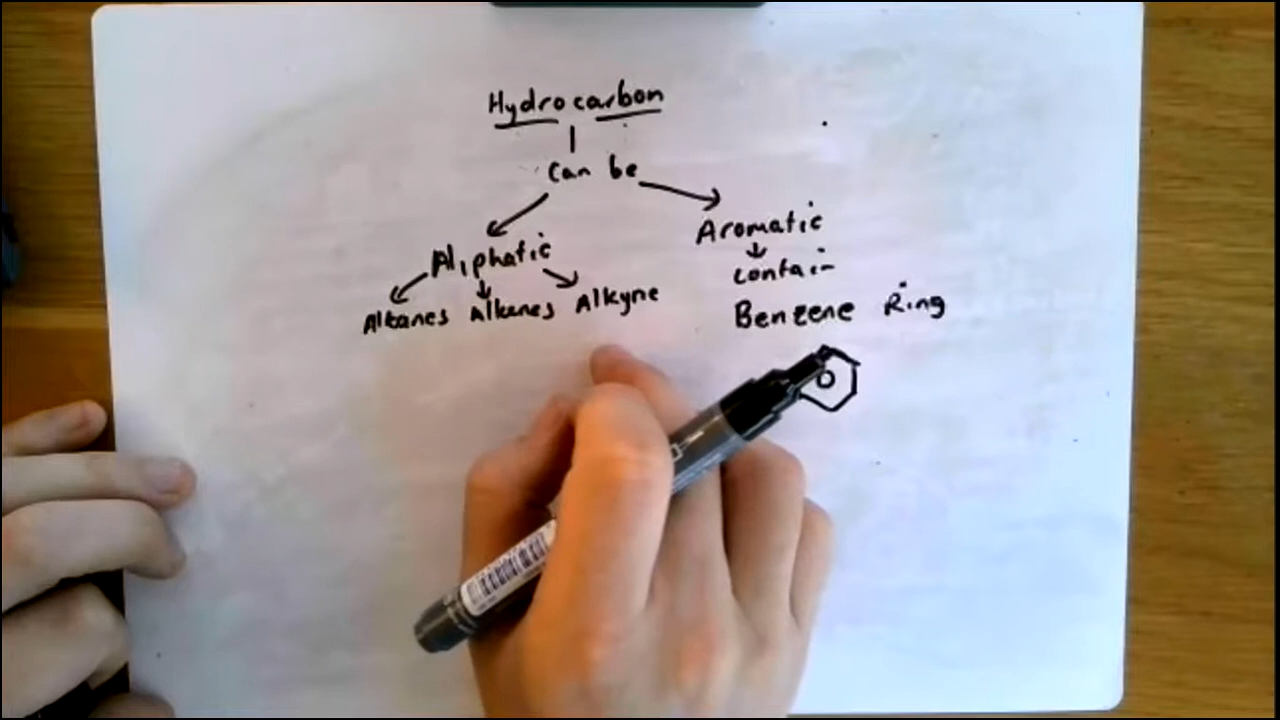 Hydrocarbon
can be
Aliphatic
Aromatic
contain
Alkanes Alkenes Alkyne
Benzene Ring